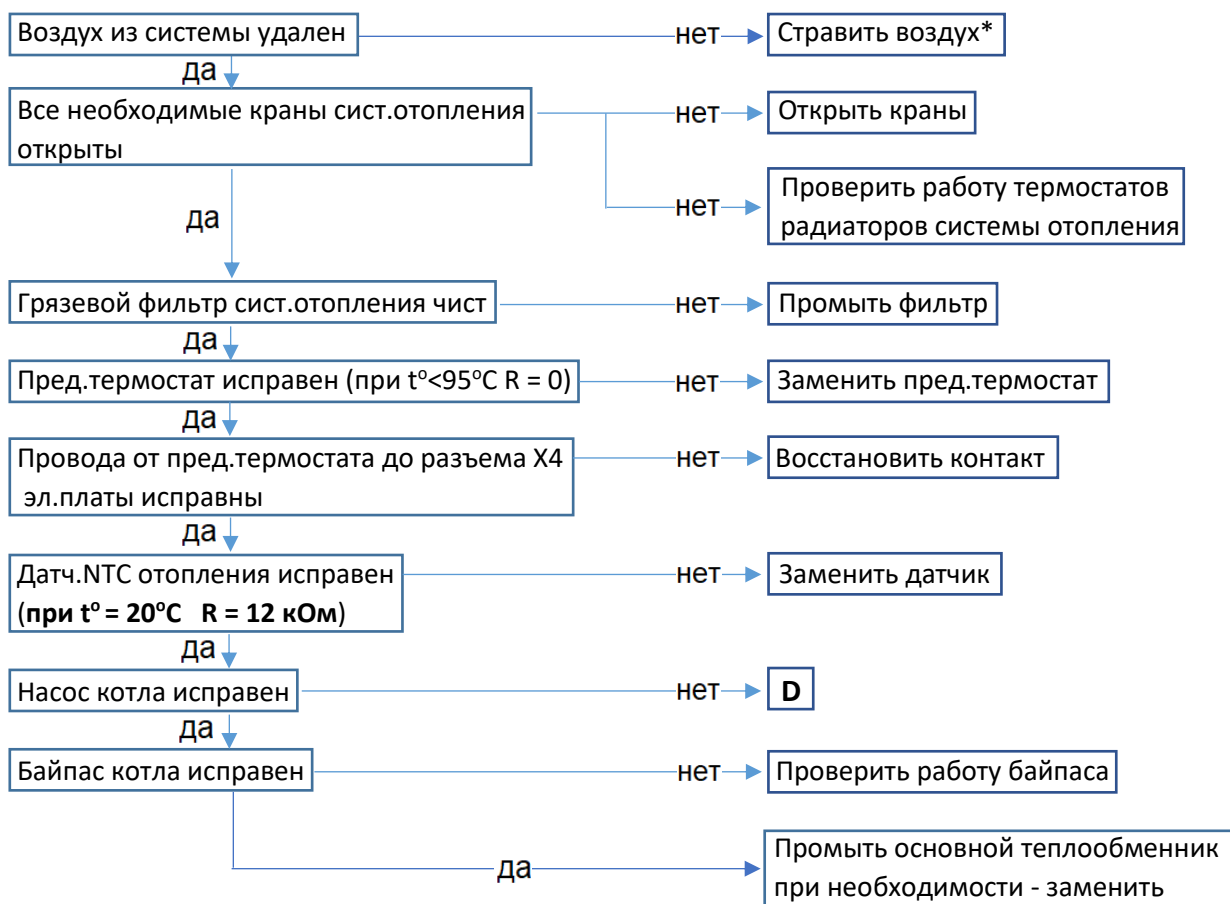 Воздух из системы удален
нет
Стравить воздух*
да
Все необходимые краны сист.отопления
открыты
нет
Открыть краны
нет
Проверить работу термостатов
радиаторов системы отопления
да
Грязевой фильтр сист.отопления чист
нет
Промыть фильтр
да
Пред.термостат исправен (при tº<95ºС R = 0)
нет
Заменить пред.термостат
да
Провода от пред.термостата до разъема X4
эл.платы исправны
нет
Восстановить контакт
да
Датч.NTC отопления исправен
(при tº = 20ºС R = 12 кОм)
нет
Заменить датчик
да
Насос котла исправен
нет
D
да
Байпас котла исправен
нет
Проверить работу байпаса
да
Промыть основной теплообменник
при необходимости - заменить